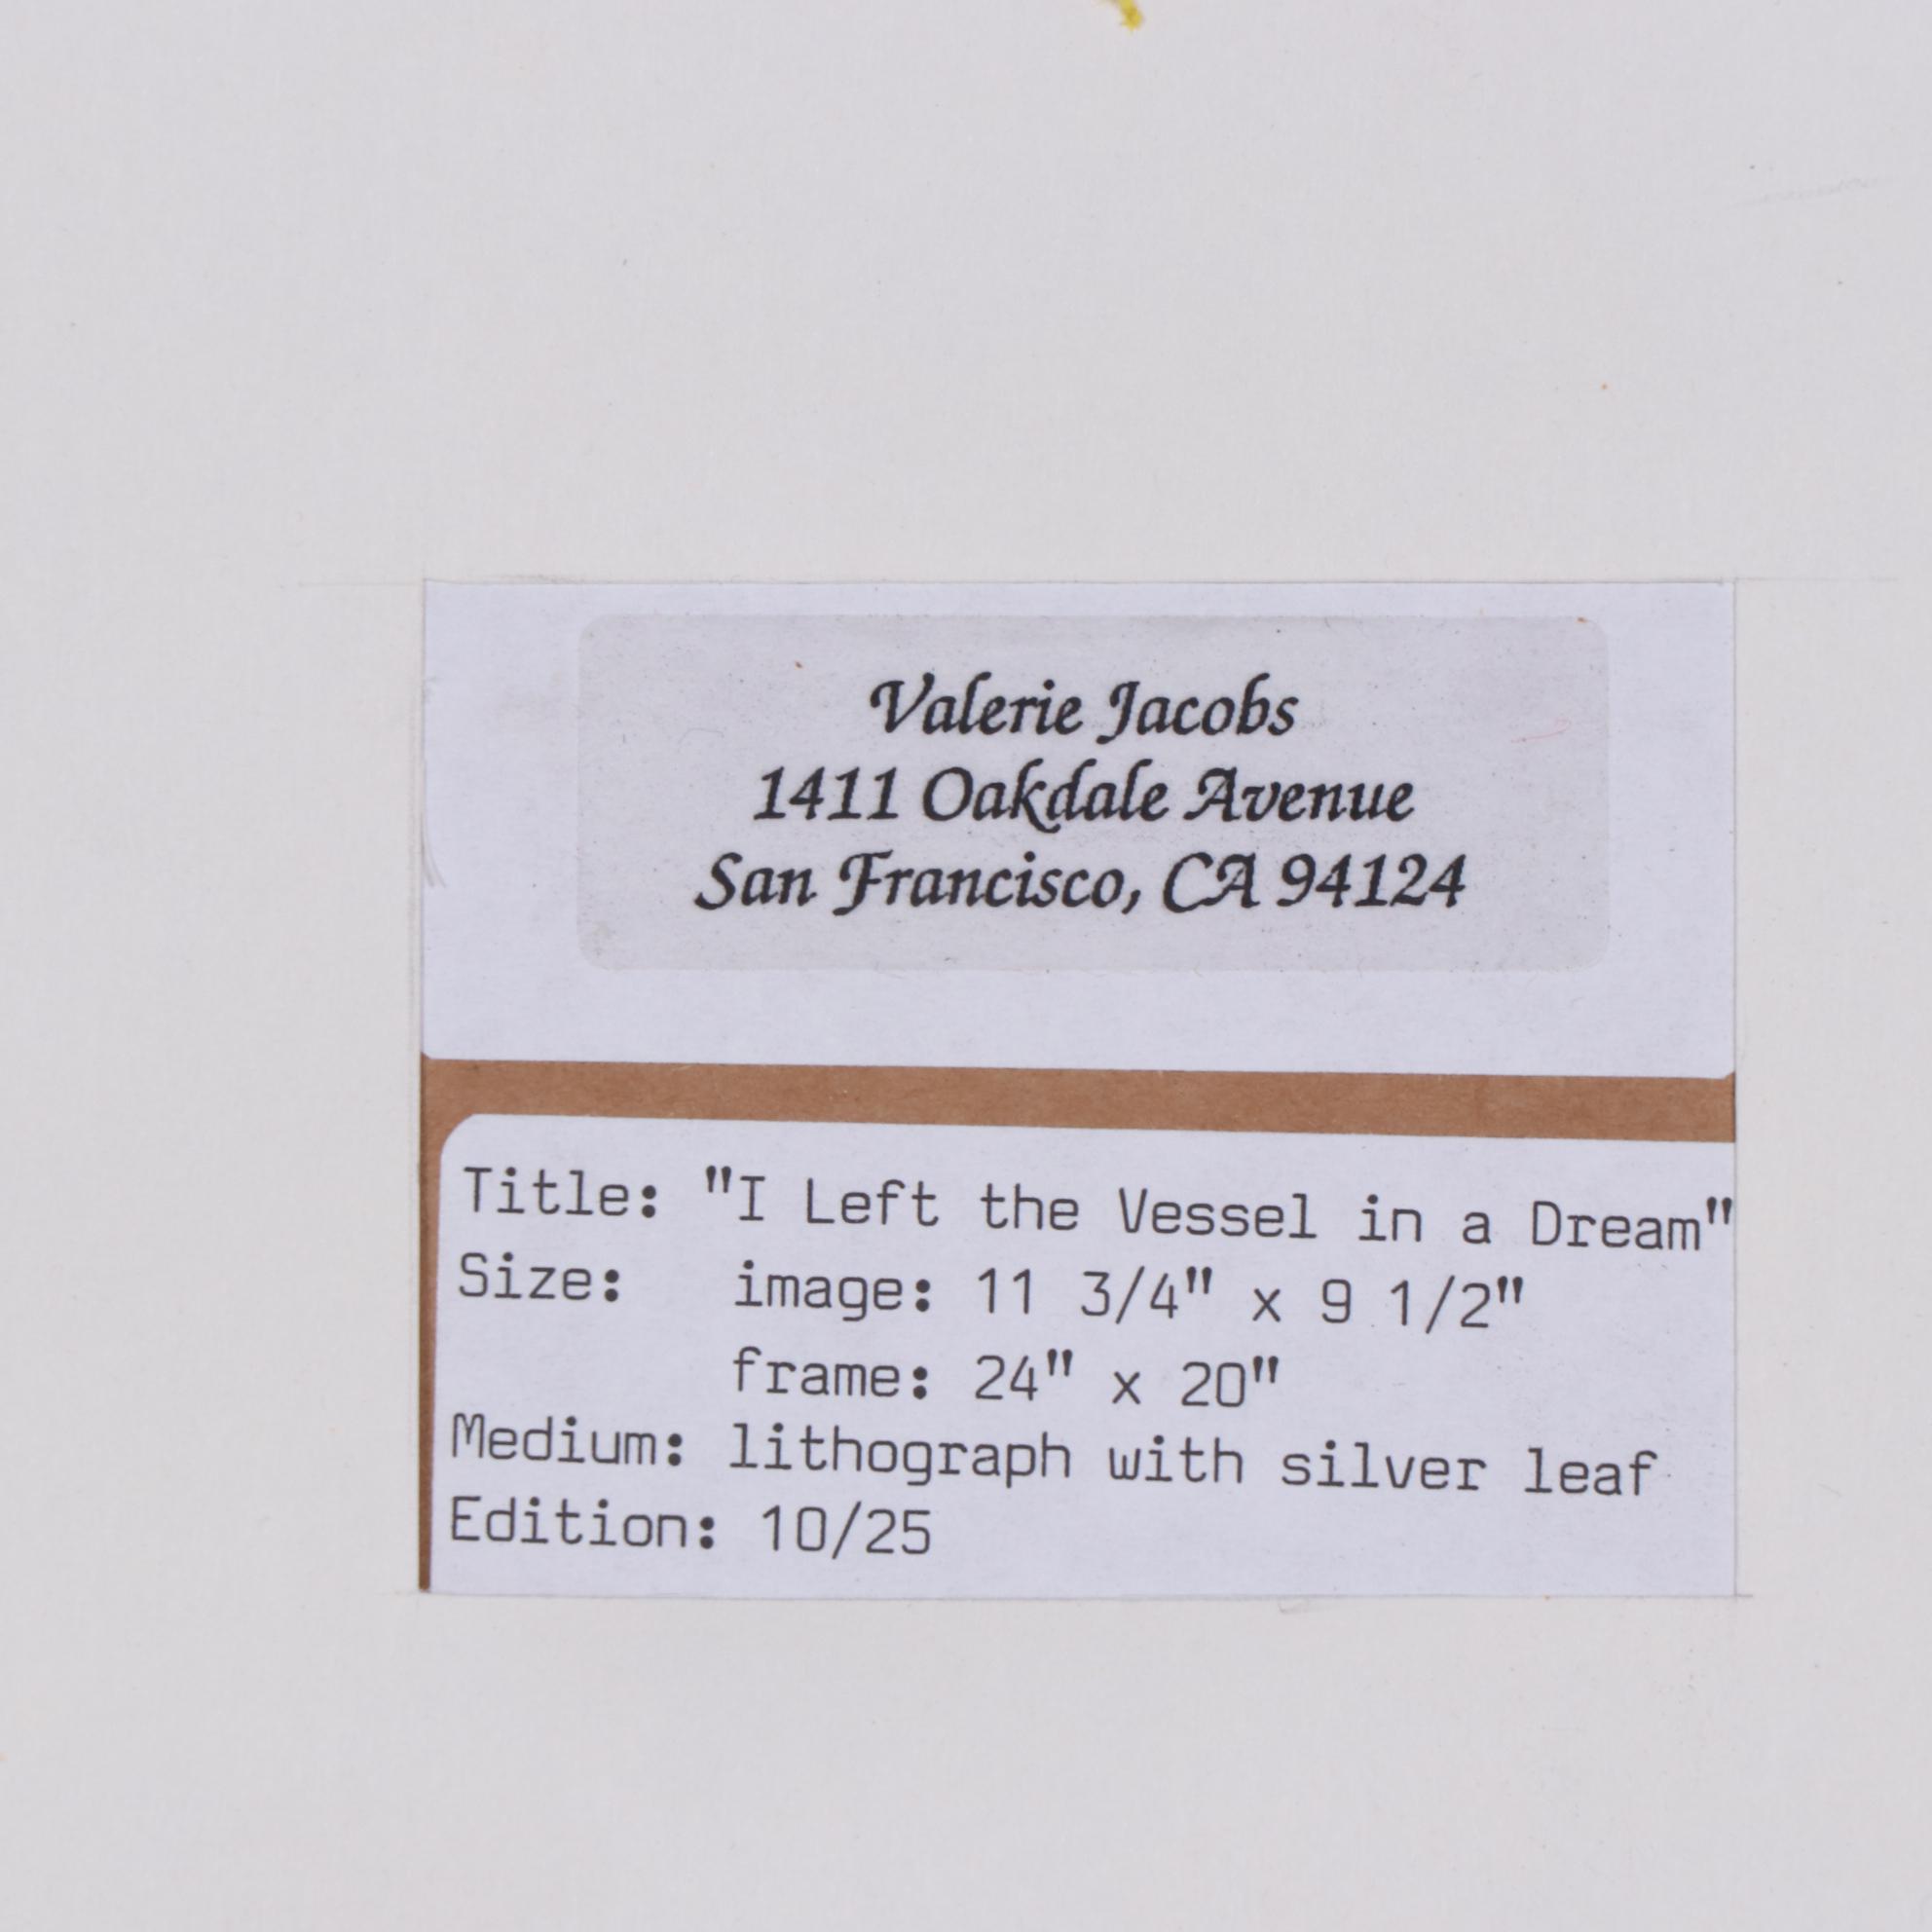 Valerie Jacobs
1411 Oakdale Avenue
San Francisco, CA 94124
Title: "I Left the Vessel in a Dream"
Size: image: 11 3/4" x 9 1/2"
frame: 24" x 20"
Medium: lithograph with silver leaf
Edition: 10/25